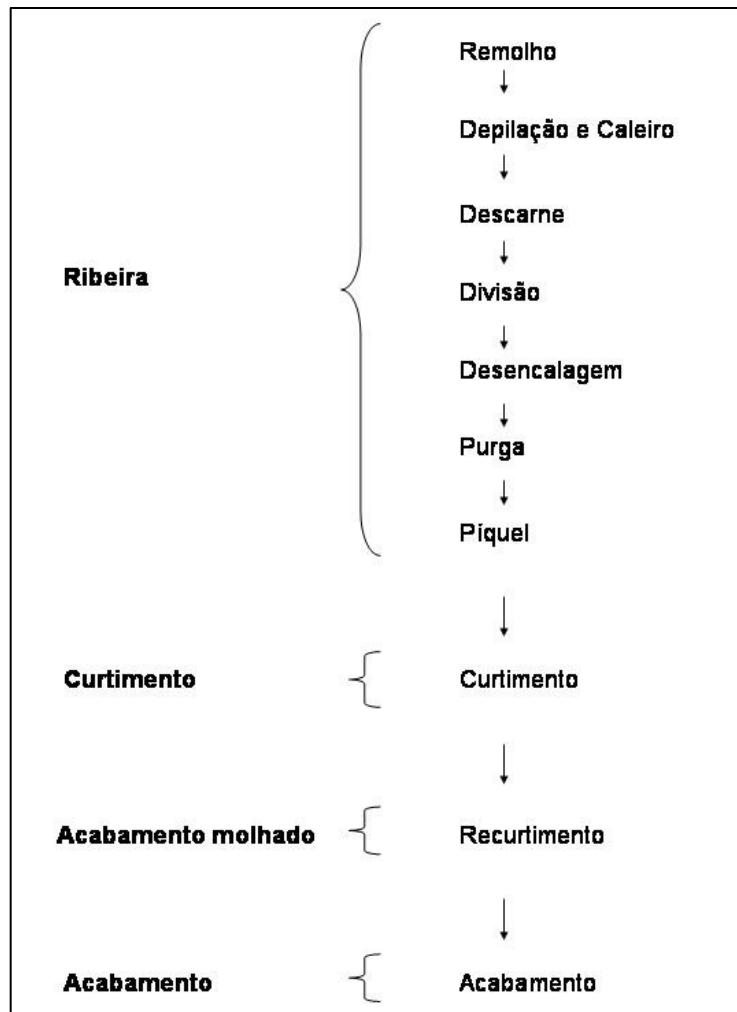 Remolho
Depilação e Caleiro
Descarne
Ribeira
Divisão
Desencalagem
Purga
Píquel
Curtimento Curtimento
Acabamento molhado Recurtimento
Acabamento Acabamento